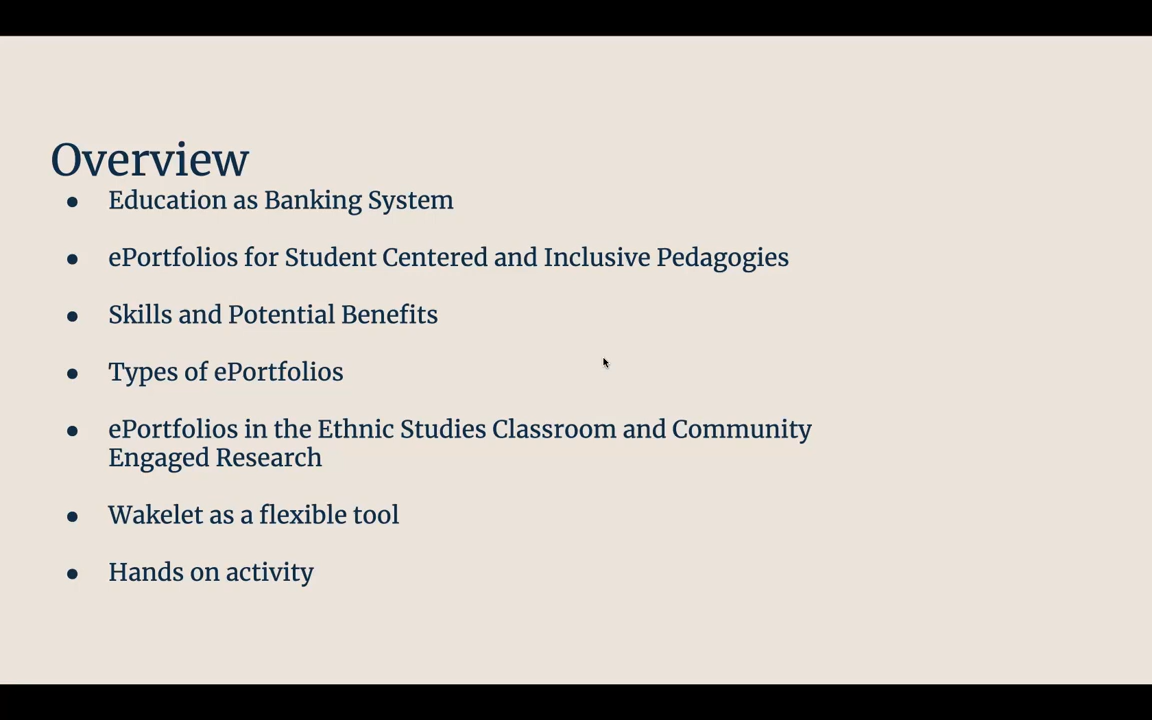 Overview
● Education as Banking System
● ePortfolios for Student Centered and Inclusive Pedagogies
● Skills and Potential Benefits
● Types of ePortfolios
● ePortfolios in the Ethnic Studies Classroom and Community
Engaged Research
● Wakelet as a flexible tool
● Hands on activity